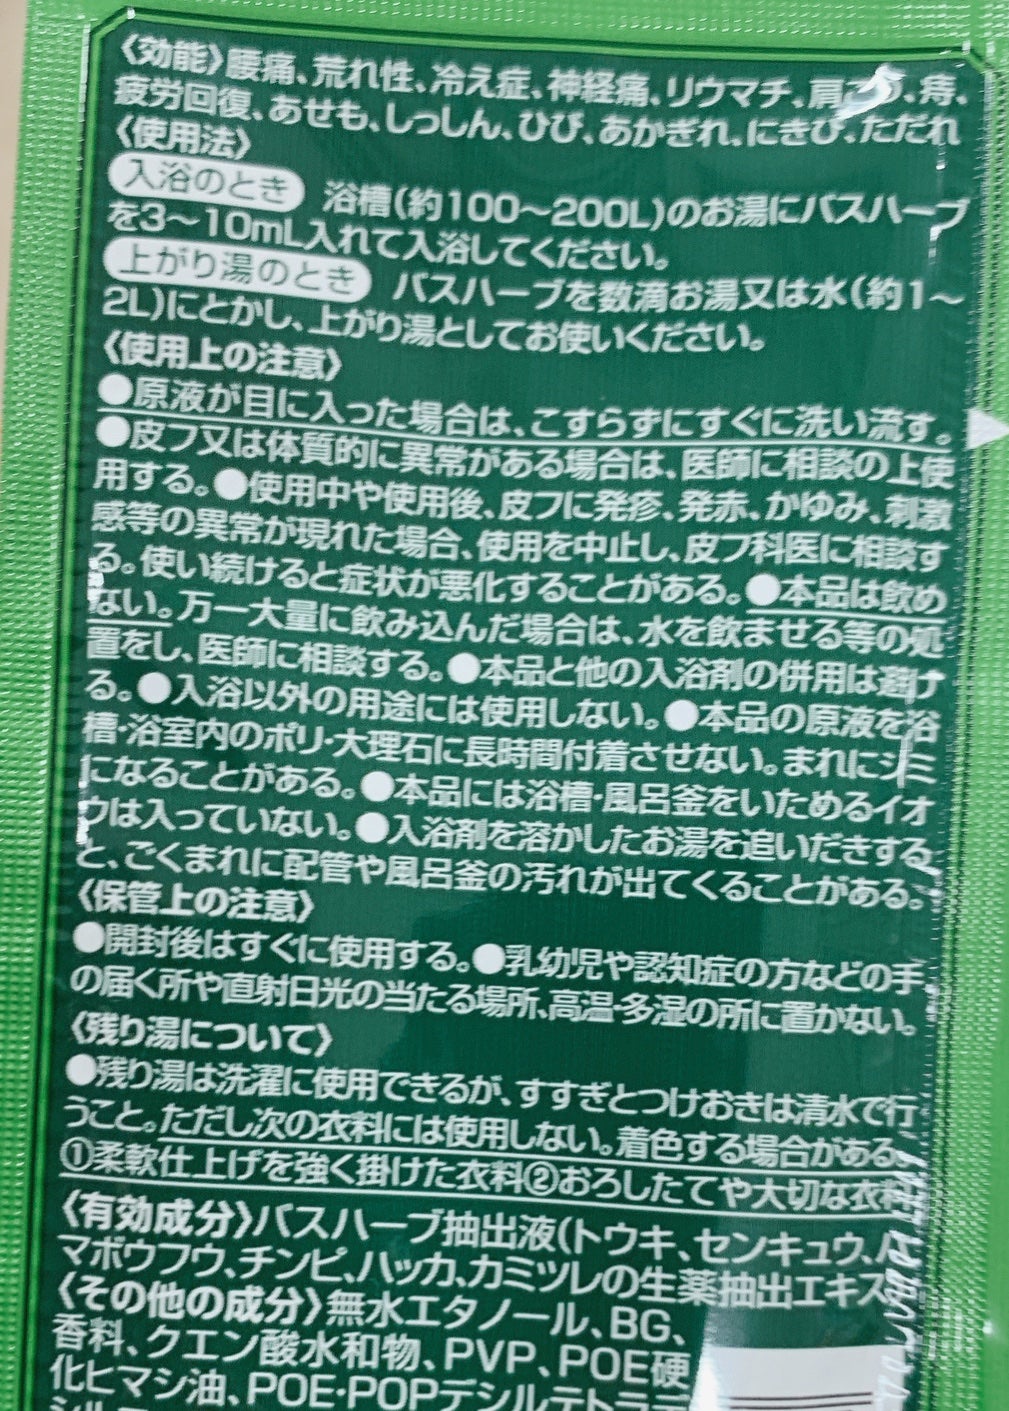 〈効能〉腰痛、荒れ性、冷え症、神経痛、リウマチ、肩こり、痔、
疲労回復、あせも、しっしん、ひび、あかぎれ、にきび、ただれ
〈使用法〉
入浴のとき 浴槽(約100〜200L)のお湯にバスハーブ
を3〜10mL入れて入浴してください。
上がり湯のとき バスハーブを数滴お湯又は水(約1〜
2L)にとかし、上がり湯としてお使いください。
〈使用上の注意〉
●原液が目に入った場合は、こすらずにすぐに洗い流す。
●皮フ又は体質的に異常がある場合は、医師に相談の上使
用する。●使用中や使用後、皮フに発疹、発赤、かゆみ、刺激
感等の異常が現れた場合、使用を中止し、皮フ科医に相談す
る。使い続けると症状が悪化することがある。●本品は飲め
ない。万一大量に飲み込んだ場合は、水を飲ませる等の処
置をし、医師に相談する。●本品と他の入浴剤の併用は避け
る。●入浴以外の用途には使用しない。●本品の原液を浴
槽・浴室内のポリ・大理石に長時間付着させない。まれにシミ
になることがある。●本品には浴槽・風呂釜をいためるイオ
ウは入っていない。●入浴剤を溶かしたお湯を追いだきする
と、ごくまれに配管や風呂釜の汚れが出てくることがある。
〈保管上の注意〉
●開封後はすぐに使用する。●乳幼児や認知症の方などの手
の届く所や直射日光の当たる場所、高温・多湿の所に置かない。
〈残り湯について〉
●残り湯は洗濯に使用できるが、すすぎとつけおきは清水で行
うこと。ただし次の衣料には使用しない。着色する場合がある。
①柔軟仕上げを強く掛けた衣料②おろしたてや大切な衣料
〈有効成分〉バスハーブ抽出液(トウキ、センキュウ、ハ
マボウフウ、チンピ、ハッカ、カミツレの生薬抽出エキス
〈その他の成分〉無水エタノール、BG、
香料、クエン酸水和物、PVP、POE硬
化ヒマシ油、POE・POPデシルテトラデ